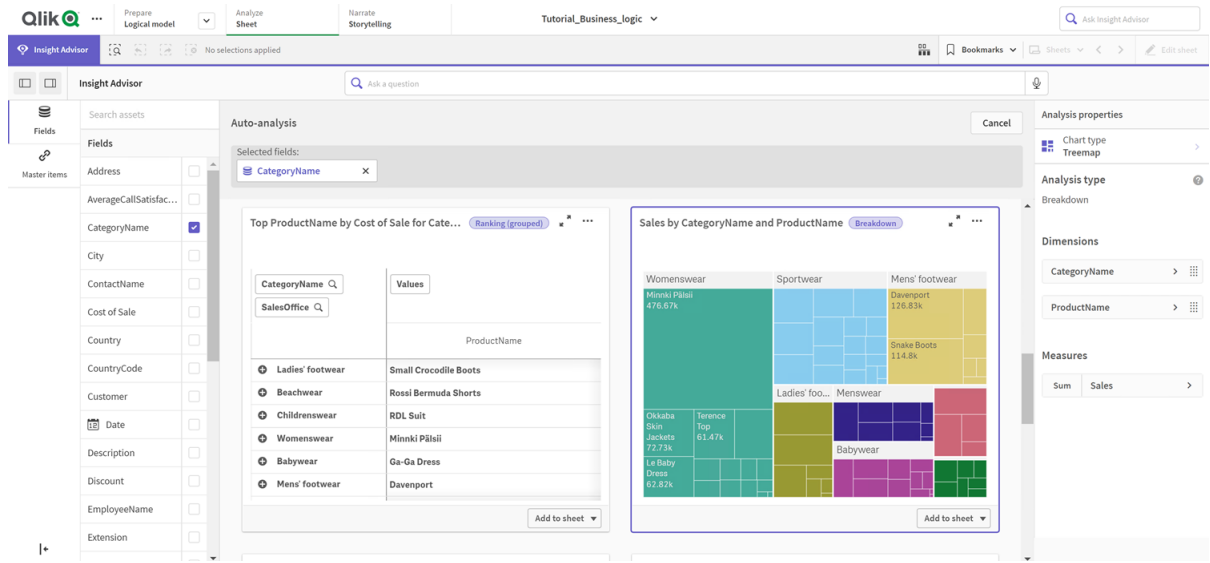 Qlik
Prepare
Logical model
Analyze
Sheet
Narrate
Storytelling
Tutorial_Business_logic
Ask Insight Advisor
Insight Advisor
No selections applied
Bookmarks
Sheets
Edit sheet
Insight Advisor
Ask a question
Fields
Master items
Search assets
Fields
Address
AverageCallSatisfac...
CategoryName
City
ContactName
Cost of Sale
Country
CountryCode
Customer
Date
Description
Discount
EmployeeName
Extension
Auto-analysis
Cancel
Selected fields:
CategoryName
Top ProductName by Cost of Sale for Cate...
Ranking (grouped)
CategoryName
Values
SalesOffice
ProductName
Ladies' footwear Small Crocodile Boots
Beachwear Rossi Bermuda Shorts
Childrenswear RDL Suit
Womenswear Minnki Pälsii
Babywear Ga-Ga Dress
Mens' footwear Davenport
Add to sheet
Sales by CategoryName and ProductName
Breakdown
Womenswear
Sportwear
Mens' footwear
Minnki Pälsii
476.67k
Davenport
126.83k
Snake Boots
114.8k
Ladies' foo...
Menswear
Okkaba
Skin
Jackets
72.73k
Terence
Top
61.47k
Babywear
Le Baby
Dress
62.82k
Add to sheet
Analysis properties
Chart type
Treemap
Analysis type
Breakdown
Dimensions
CategoryName
ProductName
Measures
Sum Sales